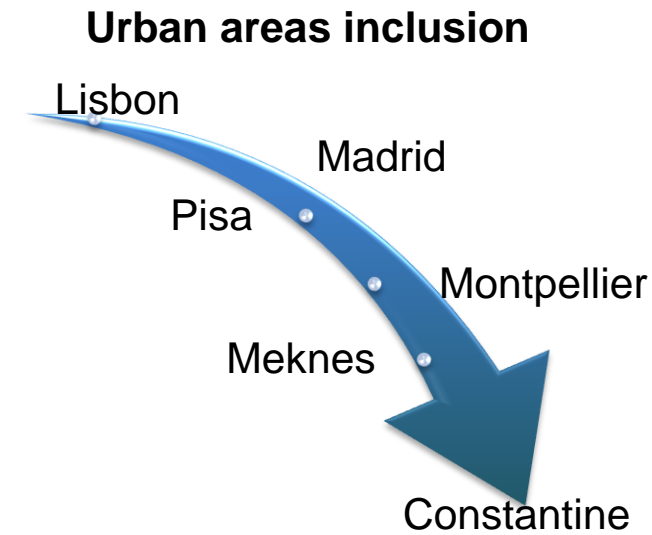 Urban areas inclusion
Lisbon
Madrid
Pisa
Montpellier
Meknes
Constantine